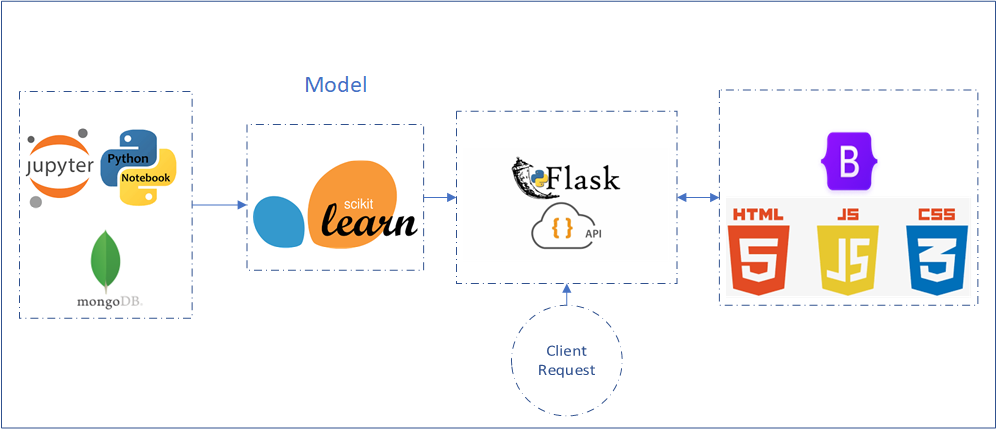 Model
jupyter
Python
Notebook
mongoDB.
scikit
learn
Flask
{ }
API
Client
Request
B
HTML JS CSS
5 JS 3